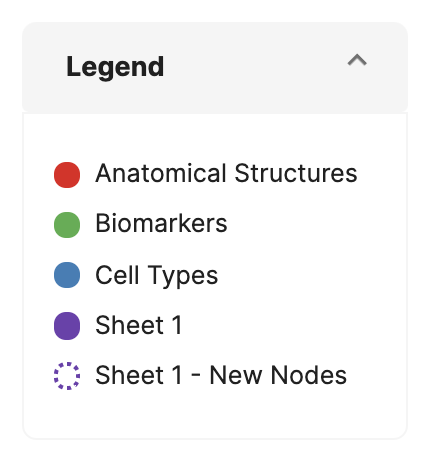 Legend
Anatomical Structures
Biomarkers
Cell Types
Sheet 1
Sheet 1 - New Nodes